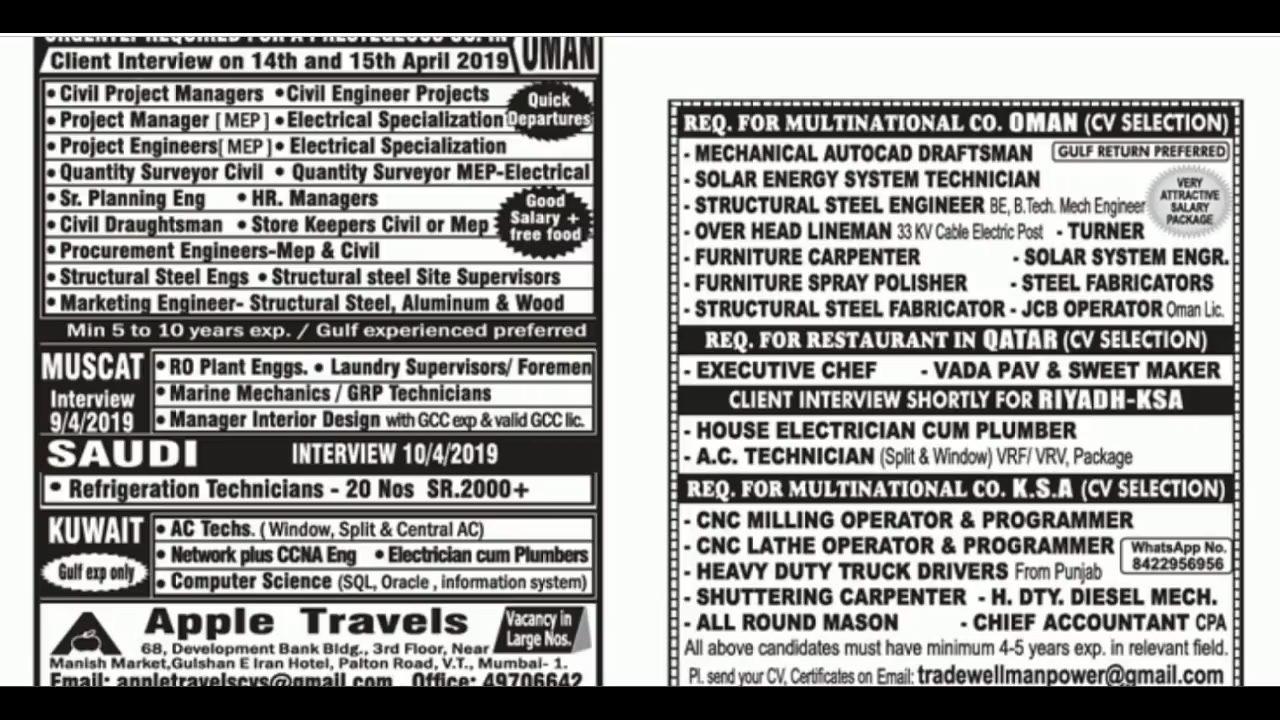 URGENTLY REQUIRED FOR A PRESTEGEOUS CO. IN
OMAN
Client Interview on 14th and 15th April 2019
• Civil Project Managers • Civil Engineer Projects
Quick Departures
• Project Manager [ MEP ] • Electrical Specialization
• Project Engineers[ MEP ] • Electrical Specialization
• Quantity Surveyor Civil • Quantity Surveyor MEP-Electrical
• Sr. Planning Eng • HR. Managers
Good Salary + free food
• Civil Draughtsman • Store Keepers Civil or Mep
• Procurement Engineers-Mep & Civil
• Structural Steel Engs • Structural steel Site Supervisors
• Marketing Engineer- Structural Steel, Aluminum & Wood
Min 5 to 10 years exp. / Gulf experienced preferred
MUSCAT
Interview
9/4/2019
• RO Plant Enggs. • Laundry Supervisors/ Foremen
• Marine Mechanics / GRP Technicians
• Manager Interior Design with GCC exp & valid GCC lic.
SAUDI INTERVIEW 10/4/2019
• Refrigeration Technicians - 20 Nos SR.2000+
KUWAIT
Gulf exp only
• AC Techs. ( Window, Split & Central AC)
• Network plus CCNA Eng • Electrician cum Plumbers
• Computer Science (SQL, Oracle , information system)
Apple Travels
Vacancy in
Large Nos.
68, Development Bank Bldg., 3rd Floor, Near
Manish Market,Gulshan E Iran Hotel, Palton Road, V.T., Mumbai- 1.
Email: appletravelscvs@gmail.com Office: 49706642
REQ. FOR MULTINATIONAL CO. OMAN (CV SELECTION)
- MECHANICAL AUTOCAD DRAFTSMAN
GULF RETURN PREFERRED
- SOLAR ENERGY SYSTEM TECHNICIAN
VERY
ATTRACTIVE
SALARY
PACKAGE
- STRUCTURAL STEEL ENGINEER BE, B.Tech. Mech Engineer
- OVER HEAD LINEMAN 33 KV Cable Electric Post - TURNER
- FURNITURE CARPENTER - SOLAR SYSTEM ENGR.
- FURNITURE SPRAY POLISHER - STEEL FABRICATORS
- STRUCTURAL STEEL FABRICATOR - JCB OPERATOR Oman Lic.
REQ. FOR RESTAURANT IN QATAR (CV SELECTION)
- EXECUTIVE CHEF - VADA PAV & SWEET MAKER
CLIENT INTERVIEW SHORTLY FOR RIYADH-KSA
- HOUSE ELECTRICIAN CUM PLUMBER
- A.C. TECHNICIAN (Split & Window) VRF/ VRV, Package
REQ. FOR MULTINATIONAL CO. K.S.A (CV SELECTION)
- CNC MILLING OPERATOR & PROGRAMMER
- CNC LATHE OPERATOR & PROGRAMMER
WhatsApp No.
8422956956
- HEAVY DUTY TRUCK DRIVERS From Punjab
- SHUTTERING CARPENTER - H. DTY. DIESEL MECH.
- ALL ROUND MASON - CHIEF ACCOUNTANT CPA
All above candidates must have minimum 4-5 years exp. in relevant field.
Pl. send your CV, Certificates on Email: tradewellmanpower@gmail.com